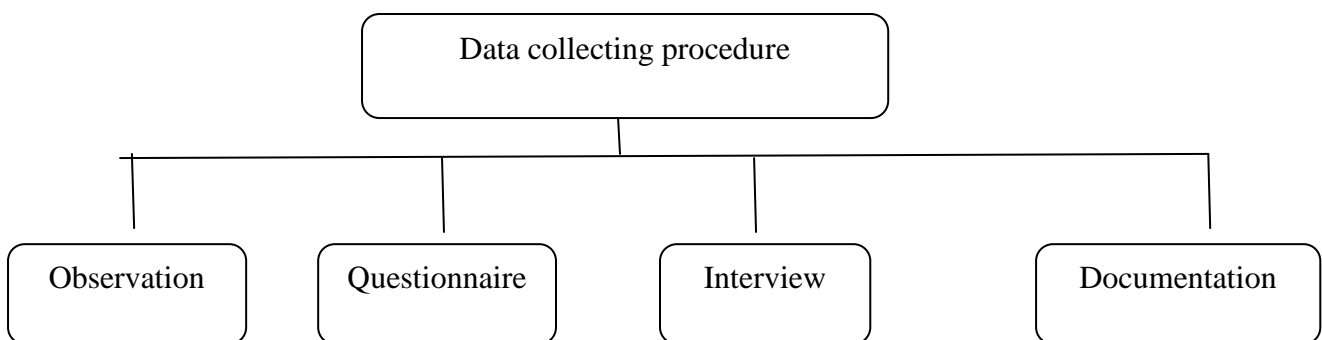 Data collecting procedure
Observation
Questionnaire
Interview
Documentation